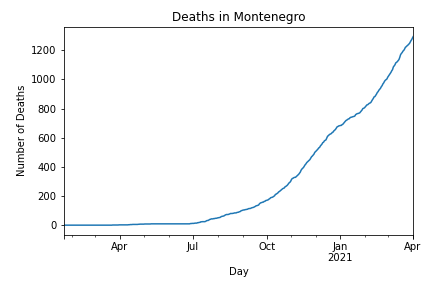 Deaths in Montenegro
Number of Deaths
1200
1000
800
600
400
200
0
Apr
Jul
Oct
Jan
2021
Apr
Day